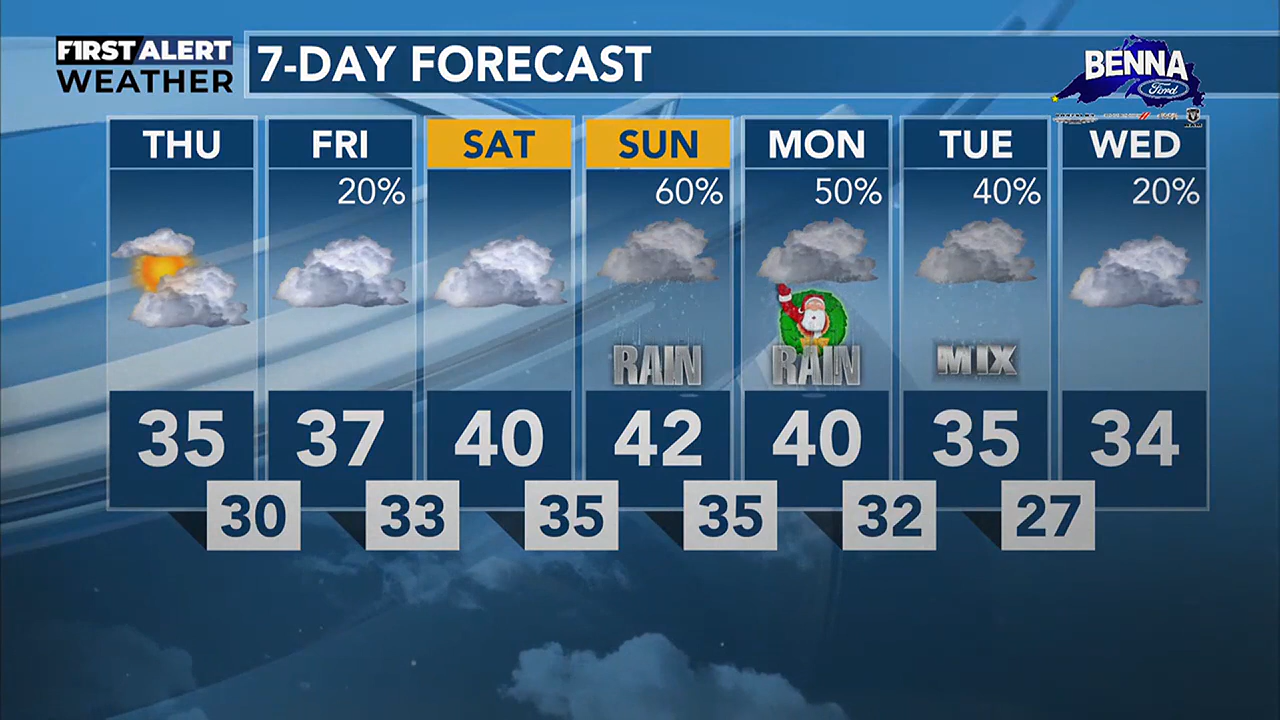 FIRST ALERT
WEATHER
7-DAY FORECAST
BENNA
Ford
THU FRI SAT SUN MON TUE WED
20% 60% 50% 40% 20%
RAIN RAIN MIX
35 37 40 42 40 35 34
30 33 35 35 32 27